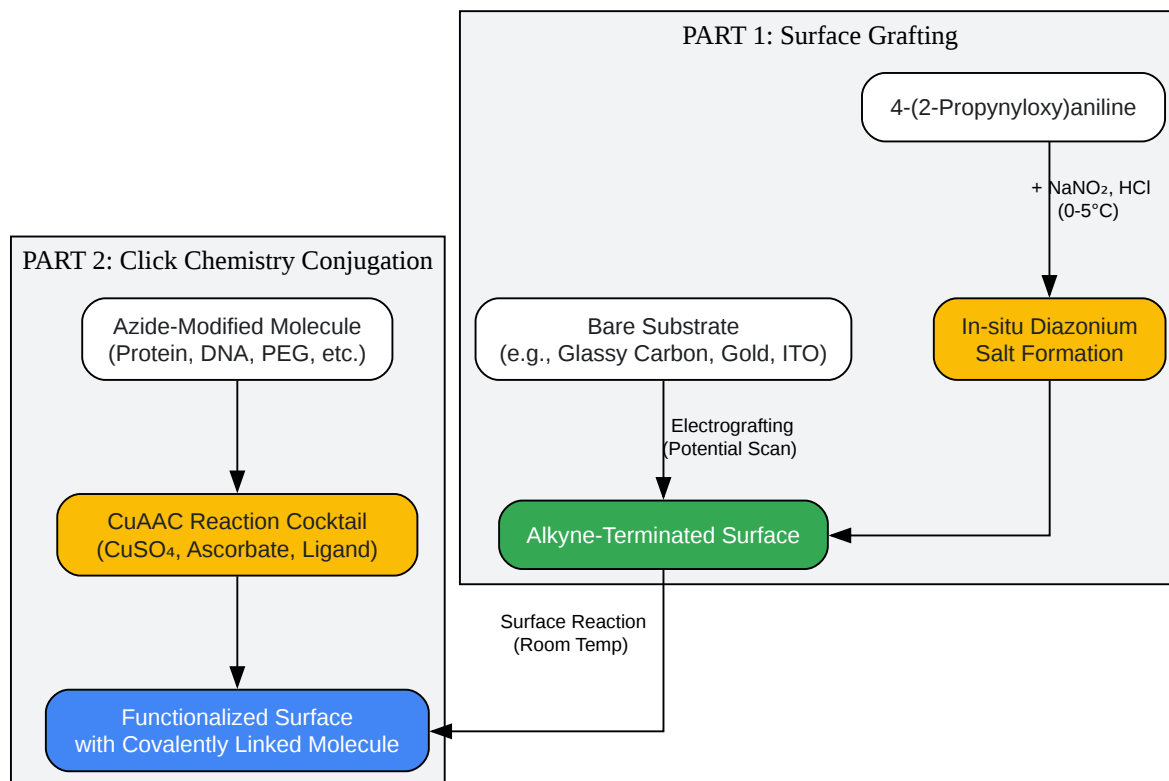 PART 1: Surface Grafting
4-(2-Propynyloxy)aniline
+ NaNO₂, HCl
(0-5°C)
In-situ Diazonium
Salt Formation
Bare Substrate
(e.g., Glassy Carbon, Gold, ITO)
Electrografting
(Potential Scan)
Alkyne-Terminated Surface
Surface Reaction
(Room Temp)
PART 2: Click Chemistry Conjugation
Azide-Modified Molecule
(Protein, DNA, PEG, etc.)
CuAAC Reaction Cocktail
(CuSO₄, Ascorbate, Ligand)
Functionalized Surface
with Covalently Linked Molecule